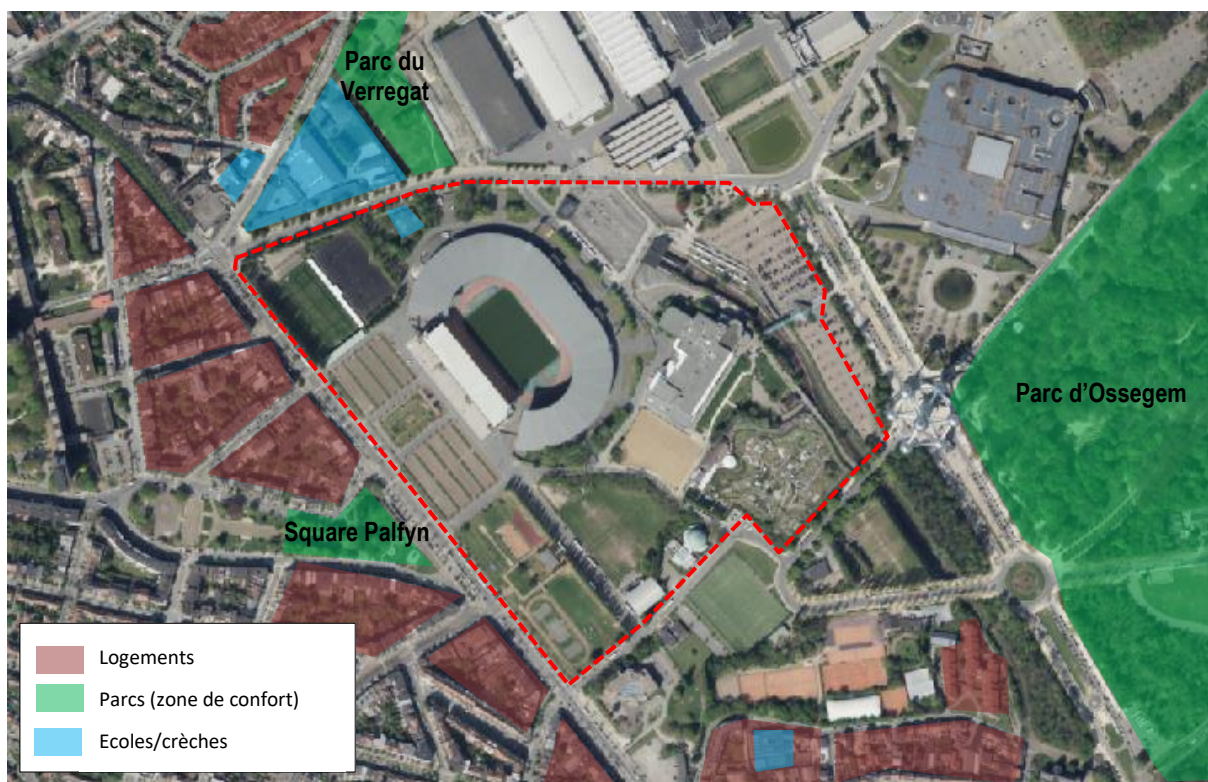 Parc du
Verregat
Parc d’Ossegem
Square Palfyn
Logements
Parcs (zone de confort)
Ecoles/crèches